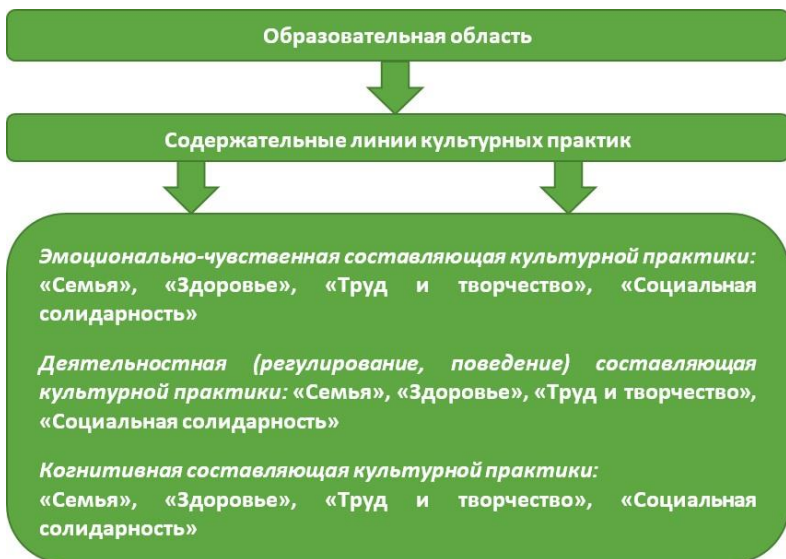 Образовательная область
Содержательные линии культурных практик
Эмоционально-чувственная составляющая культурной практики:
«Семья», «Здоровье», «Труд и творчество», «Социальная
солидарность»
Деятельностная (регулирование, поведение) составляющая
культурной практики: «Семья», «Здоровье», «Труд и творчество»,
«Социальная солидарность»
Когнитивная составляющая культурной практики:
«Семья», «Здоровье», «Труд и творчество», «Социальная
солидарность»